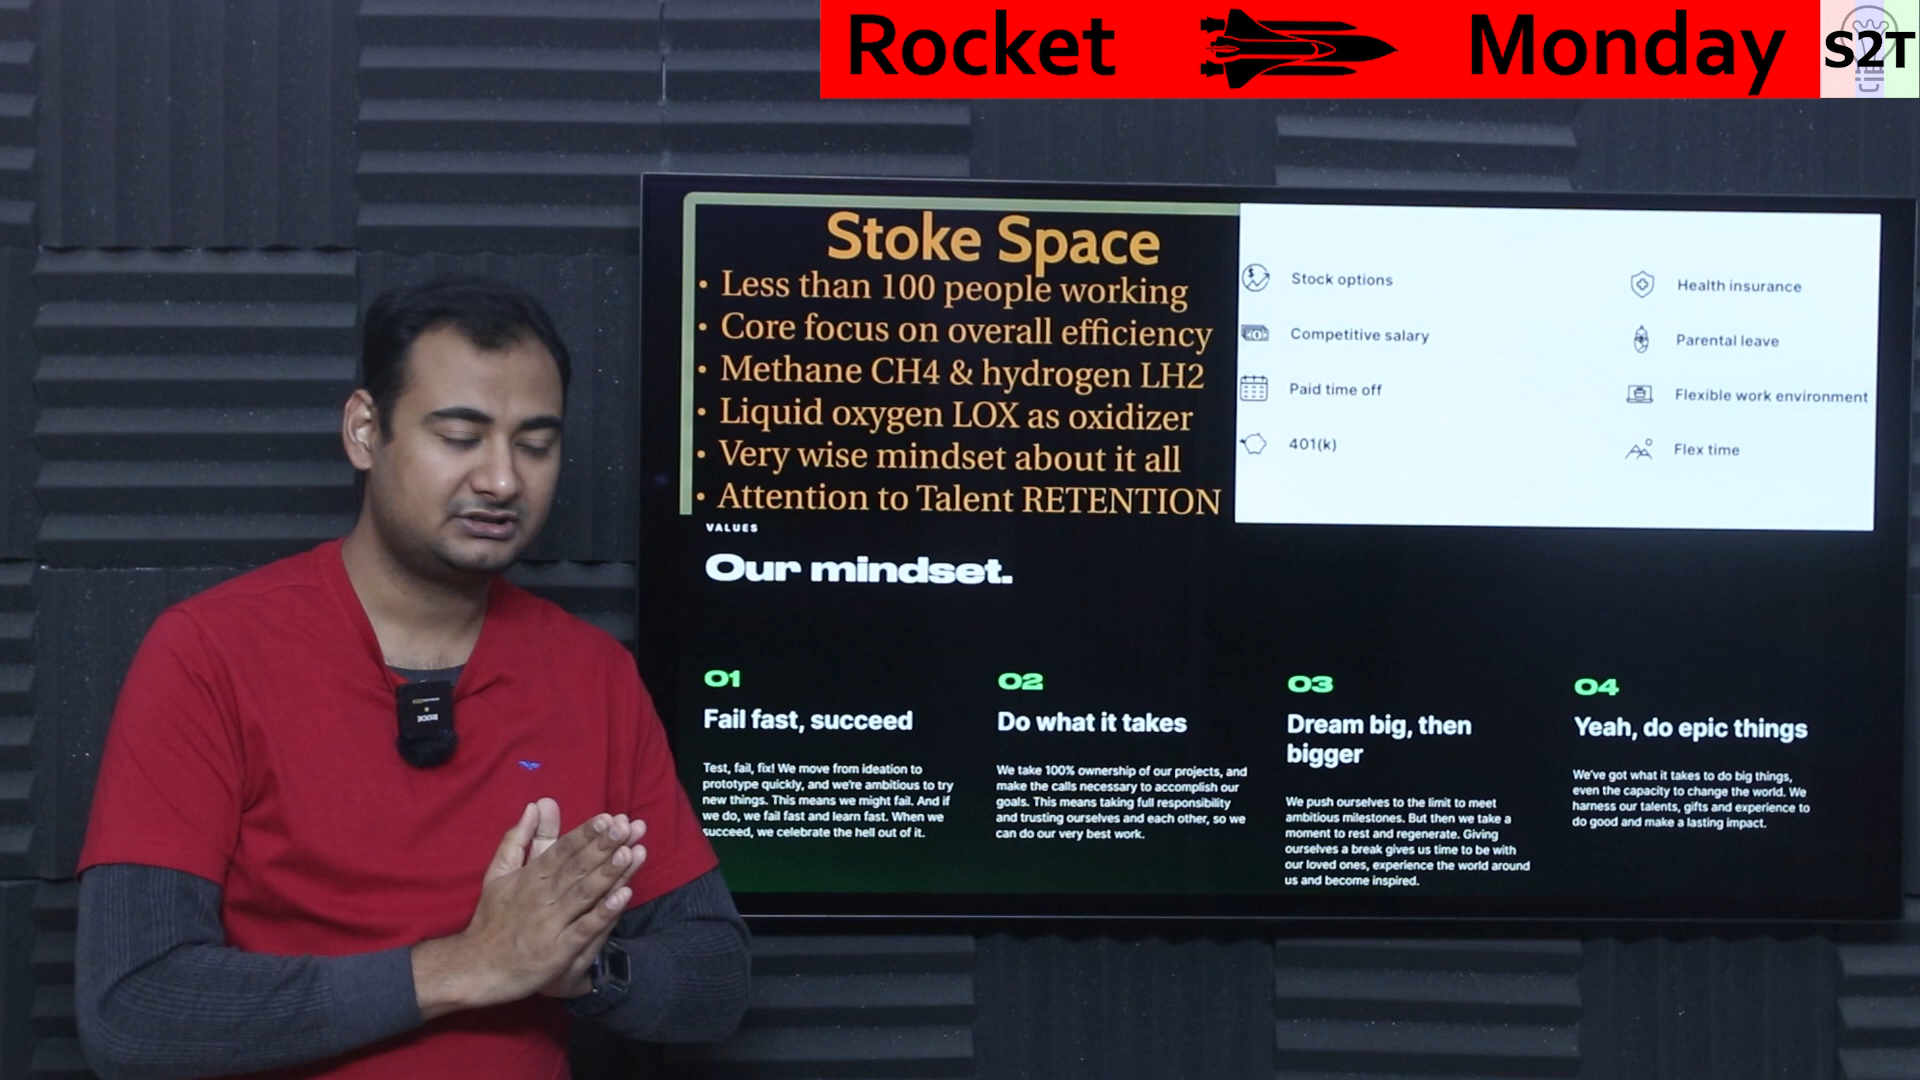 Rocket Monday
S2T
Stoke Space
• Less than 100 people working
• Core focus on overall efficiency
• Methane CH4 & hydrogen LH2
• Liquid oxygen LOX as oxidizer
• Very wise mindset about it all
• Attention to Talent RETENTION
Stock options
Competitive salary
Paid time off
401(k)
Health insurance
Parental leave
Flexible work environment
Flex time
VALUES
Our mindset.
01
Fail fast, succeed
Test, fail, fix! We move from ideation to
prototype quickly, and we're ambitious to try
new things. This means we might fail. And if
we do, we fail fast and learn fast. When we
succeed, we celebrate the hell out of it.
02
Do what it takes
We take 100% ownership of our projects, and
make the calls necessary to accomplish our
goals. This means taking full responsibility
and trusting ourselves and each other, so we
can do our very best work.
03
Dream big, then
bigger
We push ourselves to the limit to meet
ambitious milestones. But then we take a
moment to rest and regenerate. Giving
ourselves a break gives us time to be with
our loved ones, experience the world around
us and become inspired.
04
Yeah, do epic things
We've got what it takes to do big things,
even the capacity to change the world. We
harness our talents, gifts and experience to
do good and make a lasting impact.
RODE